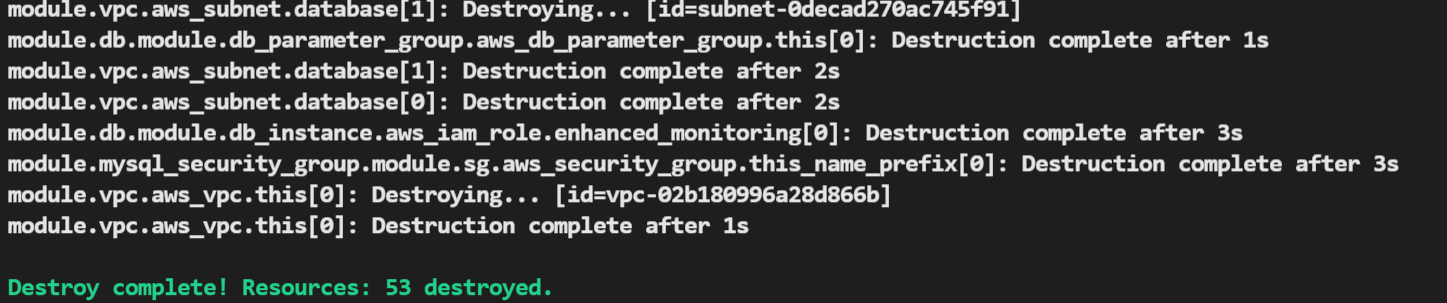 module.vpc.aws_subnet.database[1]: Destroying... [id=subnet-0decad270ac745f91]
module.db.module.db_parameter_group.aws_db_parameter_group.this[0]: Destruction complete after 1s
module.vpc.aws_subnet.database[1]: Destruction complete after 2s
module.vpc.aws_subnet.database[0]: Destruction complete after 2s
module.db.module.db_instance.aws_iam_role.enhanced_monitoring[0]: Destruction complete after 3s
module.mysql_security_group.module.sg.aws_security_group.this_name_prefix[0]: Destruction complete after 3s
module.vpc.aws_vpc.this[0]: Destroying... [id=vpc-02b180996a28d866b]
module.vpc.aws_vpc.this[0]: Destruction complete after 1s
Destroy complete! Resources: 53 destroyed.